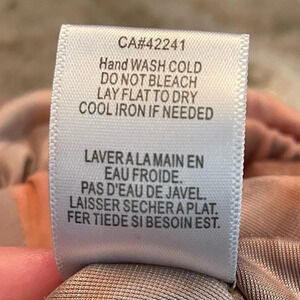 CA#42241
Hand WASH COLD
DO NOT BLEACH
LAY FLAT TO DRY
COOL IRON IF NEEDED
LAVER A LA MAIN EN
EAU FROIDE.
PAS D'EAU DE JAVEL.
LAISSER SECHER A PLAT.
FER TIEDE SI BESOIN EST.